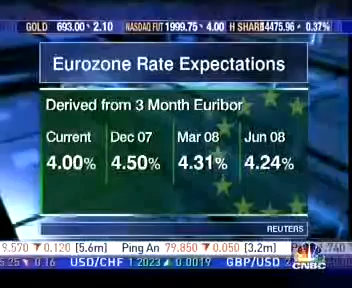 GOLD 693.00 2.10 NASDAQ FUT 1999.75 4.00 H SHARE 14475.96 0.37%
Eurozone Rate Expectations
Derived from 3 Month Euribor
Current Dec 07 Mar 08 Jun 08
4.00% 4.50% 4.31% 4.24%
REUTERS
9.570 0.120 [5.6m] Ping An 79.850 0.050 [3.2m]
0.16 USD/CHF 1.2023 0.0019 GBP/USD
CNBC